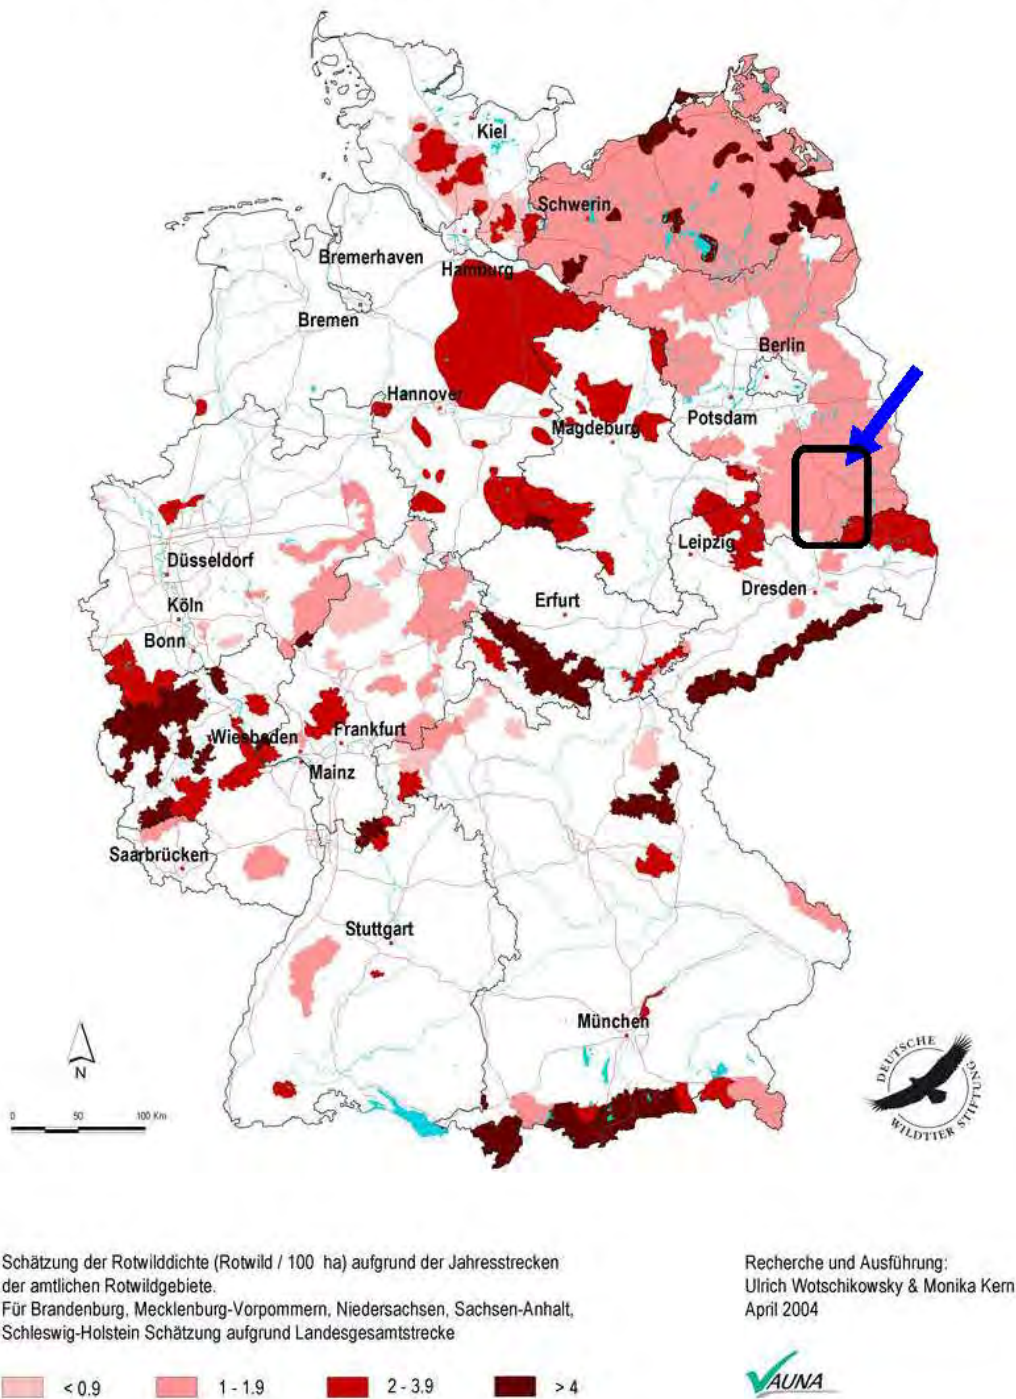 Kiel
Schwerin
Bremerhaven
Hamburg
Bremen
Berlin
Hannover
Potsdam
Magdeburg
Leipzig
Düsseldorf
Dresden
Köln
Erfurt
Bonn
Wiesbaden
Frankfurt
Mainz
Saarbrücken
Stuttgart
München
N
0 50 100 Km
DEUTSCHE
WILDTIER STIFTUNG
Schätzung der Rotwilddichte (Rotwild / 100 ha) aufgrund der Jahresstrecken
der amtlichen Rotwildgebiete.
Für Brandenburg, Mecklenburg-Vorpommern, Niedersachsen, Sachsen-Anhalt,
Schleswig-Holstein Schätzung aufgrund Landesgesamtstrecke
Recherche und Ausführung:
Ulrich Wotschikowsky & Monika Kern
April 2004
< 0.9
1 - 1.9
2 - 3.9
> 4
VAUNA